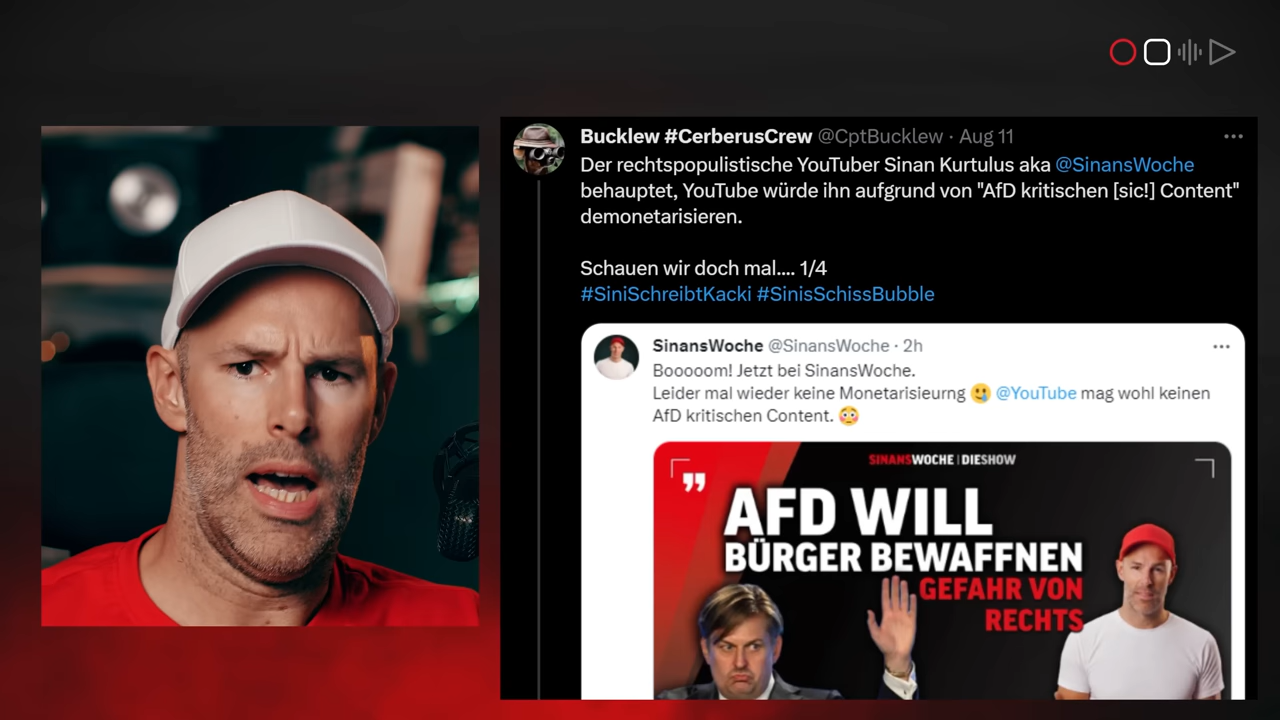 Bucklew #CerberusCrew @CptBucklew · Aug 11
Der rechtspopulistische YouTuber Sinan Kurtulus aka @SinansWoche
behauptet, YouTube würde ihn aufgrund von "AfD kritischen [sic!] Content"
demonetarisieren.
Schauen wir doch mal.... 1/4
#SiniSchreibtKacki #SinisSchissBubble
SinansWoche @SinansWoche · 2h
Booooom! Jetzt bei SinansWoche.
Leider mal wieder keine Monetarisieurng 🥲 @YouTube mag wohl keinen
AfD kritischen Content. 😳
SINANSWOCHE | DIESHOW
"
AFD WILL
BÜRGER BEWAFFNEN
GEFAHR VON
RECHTS